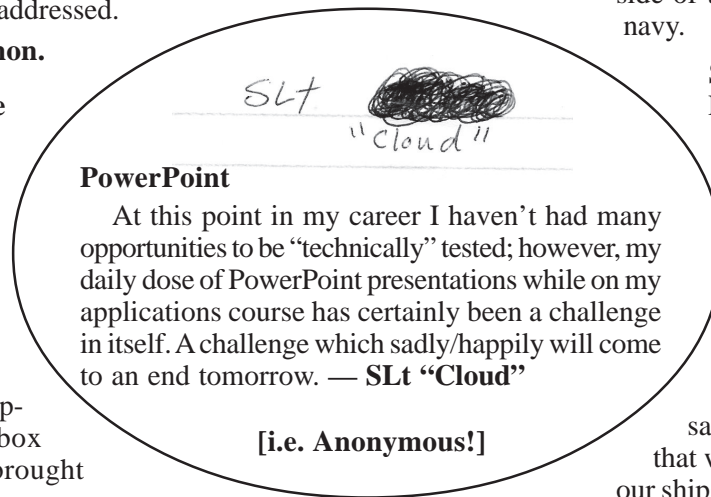 addressed.
non.
e
p-
box
brought
SLt
"Cloud"
PowerPoint
At this point in my career I haven’t had many
opportunities to be “technically” tested; however, my
daily dose of PowerPoint presentations while on my
applications course has certainly been a challenge
in itself. A challenge which sadly/happily will come
to an end tomorrow. — SLt “Cloud”
[i.e. Anonymous!]
side of
navy.
sa
that
our ship